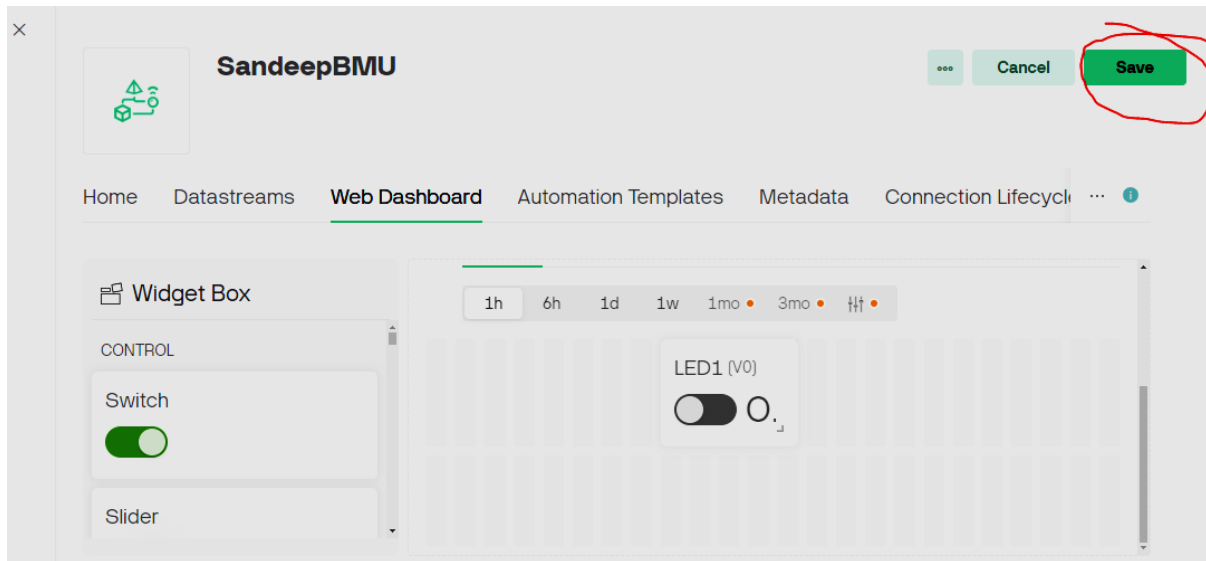 SandeepBMU
Cancel
Save
Home Datastreams Web Dashboard Automation Templates Metadata Connection Lifecycl ...
Widget Box
1h 6h 1d 1w 1mo 3mo
CONTROL
LED1 (V0)
Switch
O.
Slider